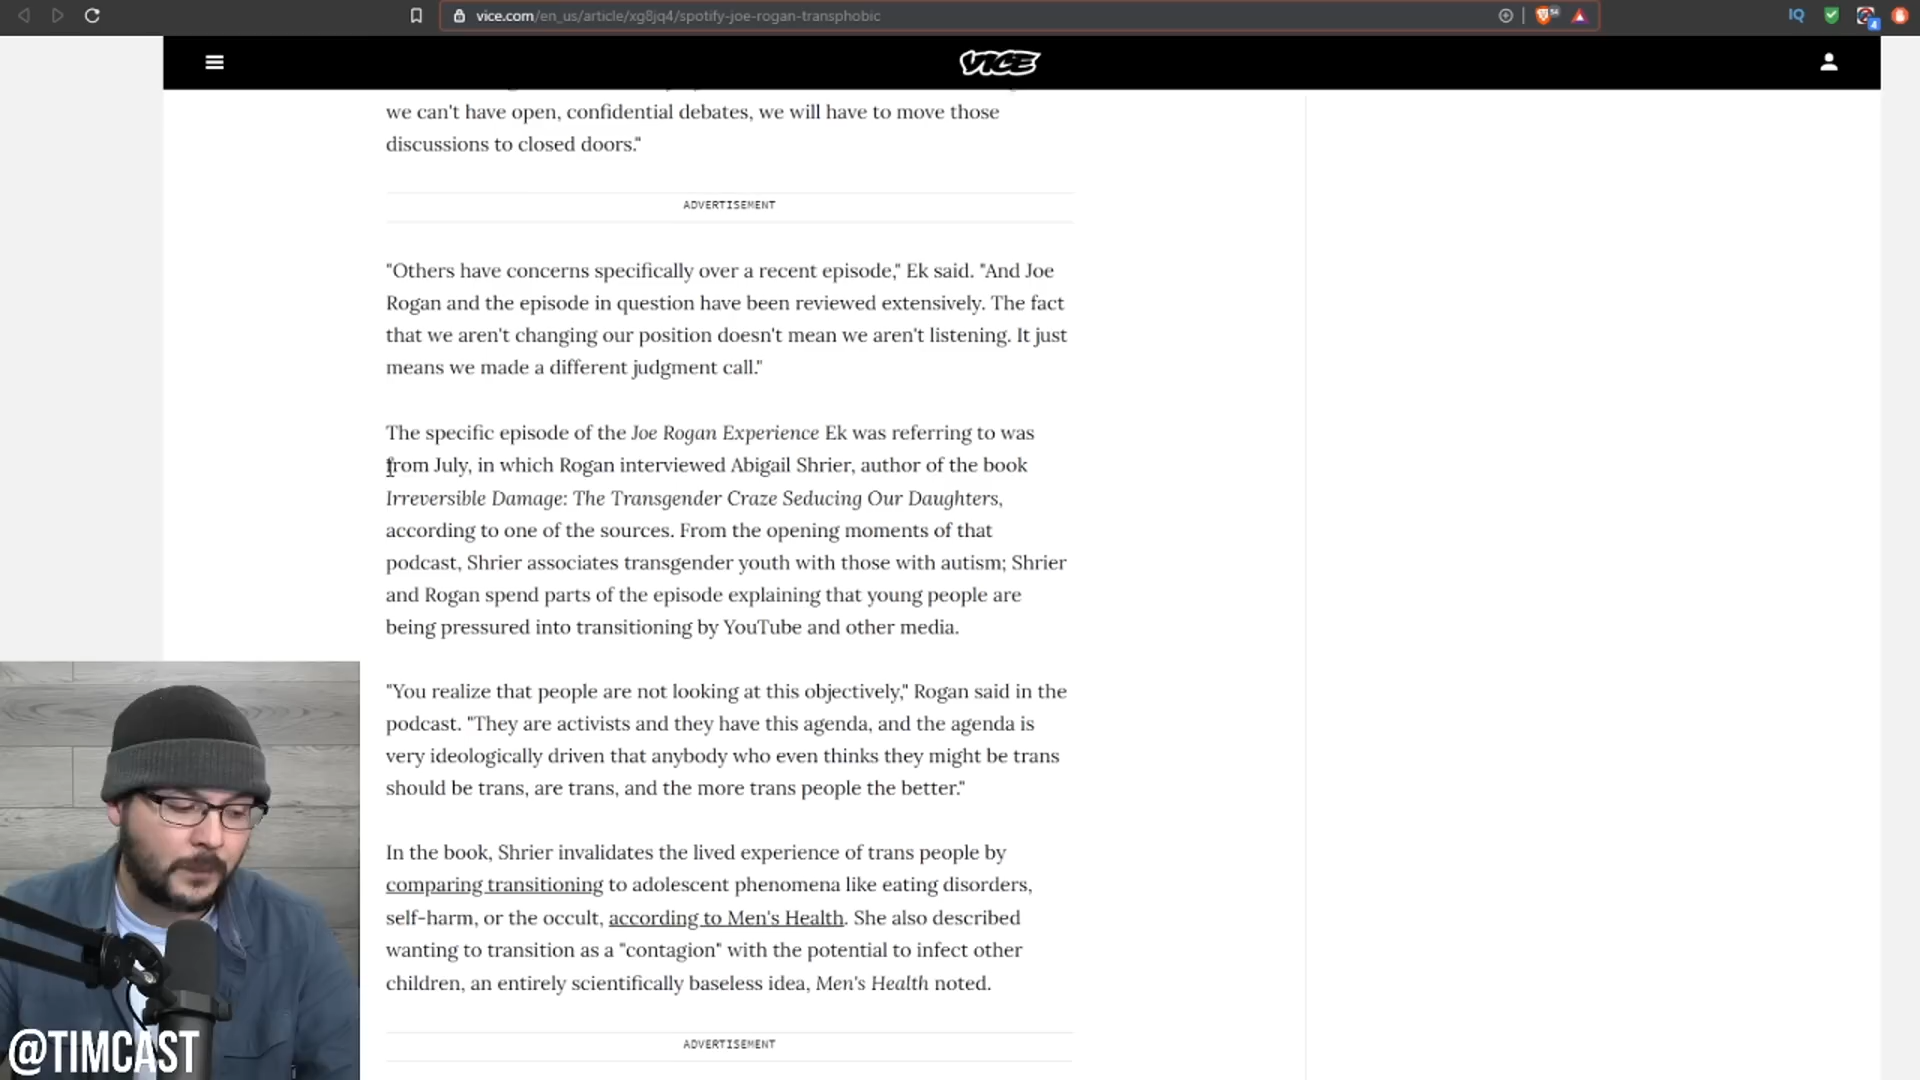 vice.com/en_us/article/xg8jq4/spotify-joe-rogan-transphobic
IQ
4
VICE
we can't have open, confidential debates, we will have to move those
discussions to closed doors."
ADVERTISEMENT
"Others have concerns specifically over a recent episode," Ek said. "And Joe
Rogan and the episode in question have been reviewed extensively. The fact
that we aren't changing our position doesn't mean we aren't listening. It just
means we made a different judgment call."
The specific episode of the Joe Rogan Experience Ek was referring to was
from July, in which Rogan interviewed Abigail Shrier, author of the book
Irreversible Damage: The Transgender Craze Seducing Our Daughters,
according to one of the sources. From the opening moments of that
podcast, Shrier associates transgender youth with those with autism; Shrier
and Rogan spend parts of the episode explaining that young people are
being pressured into transitioning by YouTube and other media.
"You realize that people are not looking at this objectively," Rogan said in the
podcast. "They are activists and they have this agenda, and the agenda is
very ideologically driven that anybody who even thinks they might be trans
should be trans, are trans, and the more trans people the better."
In the book, Shrier invalidates the lived experience of trans people by
comparing transitioning to adolescent phenomena like eating disorders,
self-harm, or the occult, according to Men's Health. She also described
wanting to transition as a "contagion" with the potential to infect other
children, an entirely scientifically baseless idea, Men's Health noted.
ADVERTISEMENT
@TIMCAST